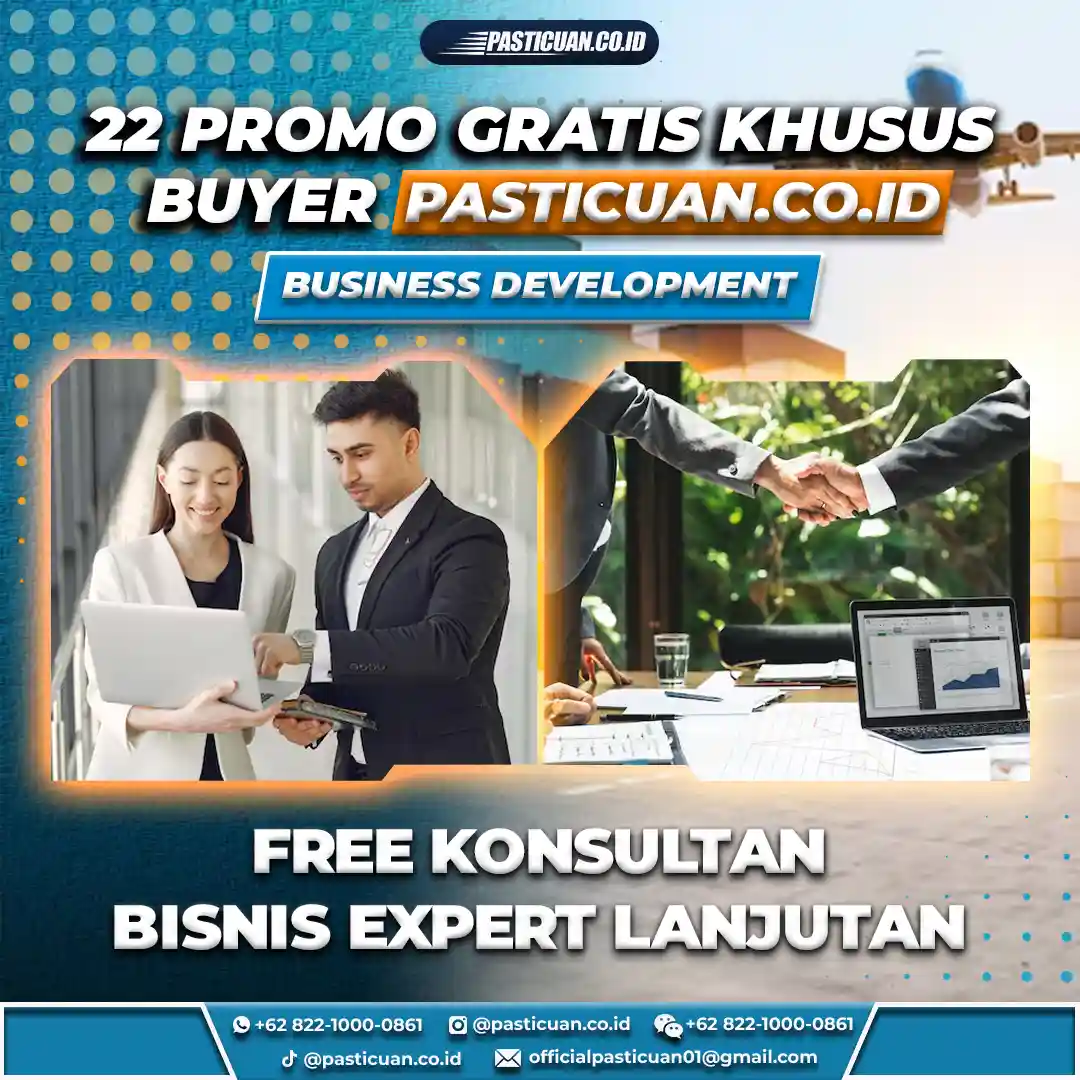 PASTICUAN.CO.ID
22 PROMO GRATIS KHUSUS
BUYER PASTICUAN.CO.ID
BUSINESS DEVELOPMENT
FREE KONSULTAN
BISNIS EXPERT LANJUTAN
+62 822-1000-0861 @pasticuan.co.id +62 822-1000-0861
@pasticuan.co.id officialpasticuan01@gmail.com